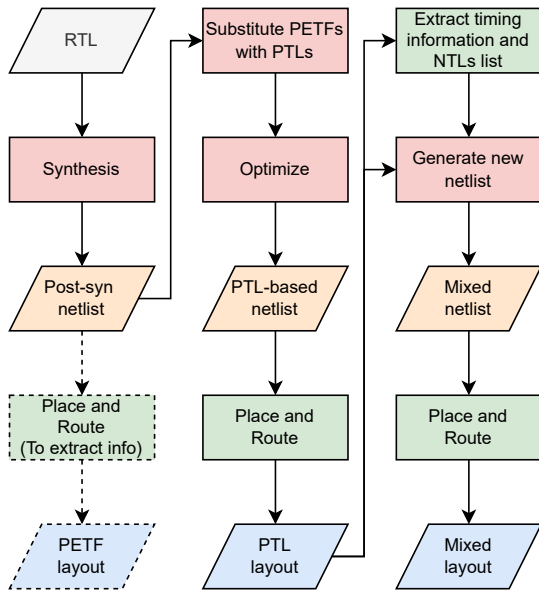 RTL
Synthesis
Post-syn
netlist
Place and
Route
(To extract info)
PETF
layout
Substitute PETFs
with PTLs
Optimize
PTL-based
netlist
Place and
Route
PTL
layout
Extract timing
information and
NTLs list
Generate new
netlist
Mixed
netlist
Place and
Route
Mixed
layout